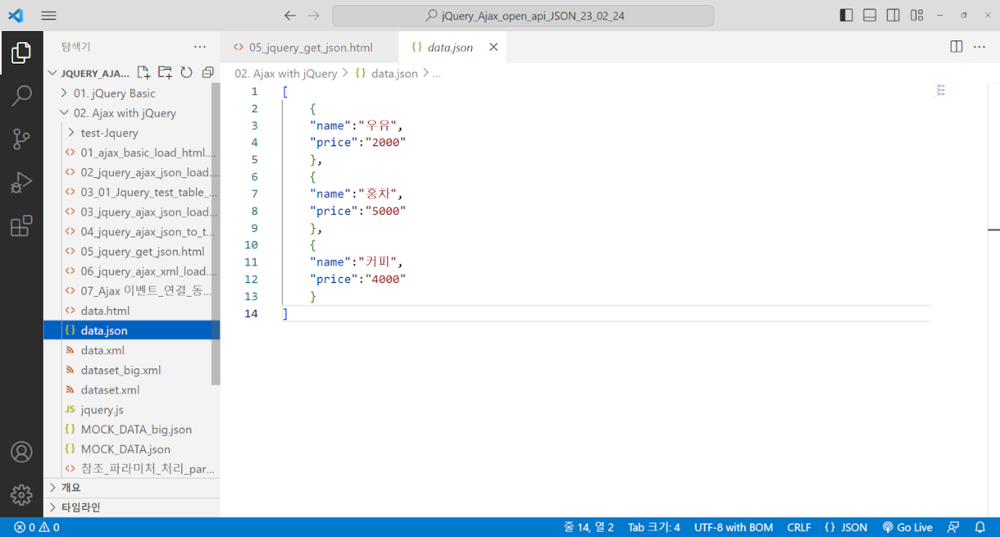 jQuery_Ajax_open_api_JSON_23_02_24
탐색기
05_jquery_get_json.html
data.json
JQUERY_AJA...
02. Ajax with jQuery
data.json
...
01. jQuery Basic
02. Ajax with jQuery
test-Jquery
01_ajax_basic_load_html....
02_jquery_ajax_json_load....
03_01_Jquery_test_table_...
03_jquery_ajax_json_load...
04_jquery_ajax_json_to_t...
05_jquery_get_json.html
06_jquery_ajax_xml_load....
07_Ajax 이벤트_연결_동...
data.html
data.json
data.xml
dataset_big.xml
dataset.xml
JS jquery.js
MOCK_DATA_big.json
MOCK_DATA.json
참조_파라미처_처리_par...
개요
타임라인
1 [
2 {
3 "name":"우유",
4 "price":"2000"
5 },
6 {
7 "name":"홍차",
8 "price":"5000"
9 },
10 {
11 "name":"커피",
12 "price":"4000"
13 }
14 ]
0 0
줄 14, 열 2
Tab 크기: 4
UTF-8 with BOM
CRLF
{ } JSON
Go Live